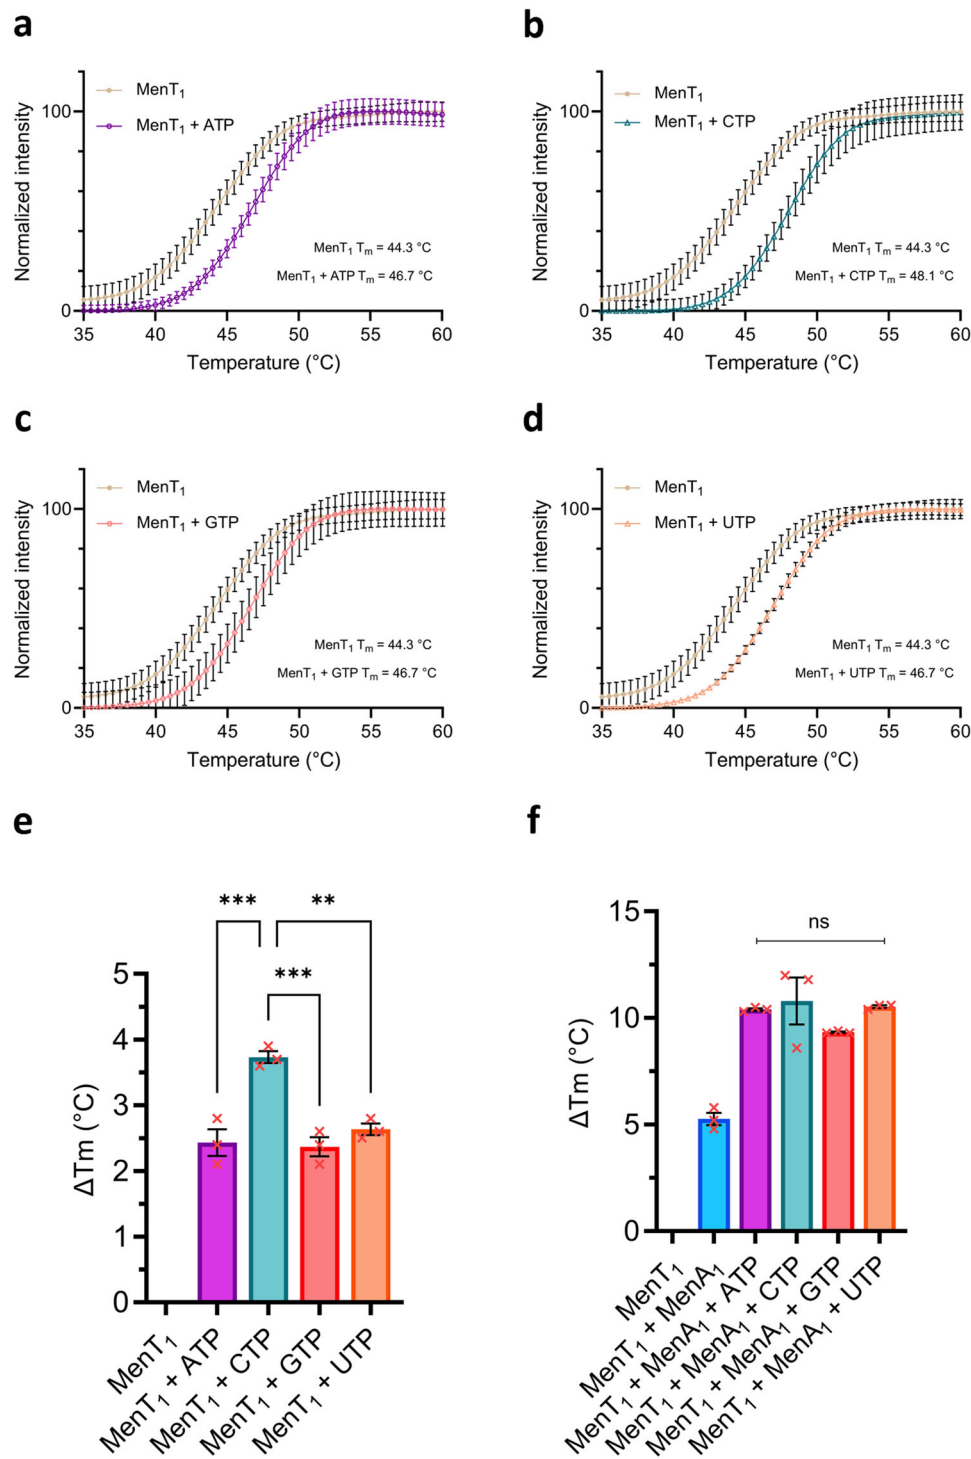 a
Normalized intensity
100
0
MenT₁
MenT₁ + ATP
MenT₁ Tₘ = 44.3 °C
MenT₁ + ATP Tₘ = 46.7 °C
35 40 45 50 55 60
Temperature (°C)
b
Normalized intensity
100
0
MenT₁
MenT₁ + CTP
MenT₁ Tₘ = 44.3 °C
MenT₁ + CTP Tₘ = 48.1 °C
35 40 45 50 55 60
Temperature (°C)
c
Normalized intensity
100
0
MenT₁
MenT₁ + GTP
MenT₁ Tₘ = 44.3 °C
MenT₁ + GTP Tₘ = 46.7 °C
35 40 45 50 55 60
Temperature (°C)
d
Normalized intensity
100
0
MenT₁
MenT₁ + UTP
MenT₁ Tₘ = 44.3 °C
MenT₁ + UTP Tₘ = 46.7 °C
35 40 45 50 55 60
Temperature (°C)
e
*** **
***
ΔTm (°C)
5
4
3
2
1
0
MenT₁
MenT₁ + ATP
MenT₁ + CTP
MenT₁ + GTP
MenT₁ + UTP
f
ns
ΔTm (°C)
15
10
5
0
MenT₁
MenT₁ + MenA₁
MenT₁ + MenA₁ + ATP
MenT₁ + MenA₁ + CTP
MenT₁ + MenA₁ + GTP
MenT₁ + MenA₁ + UTP